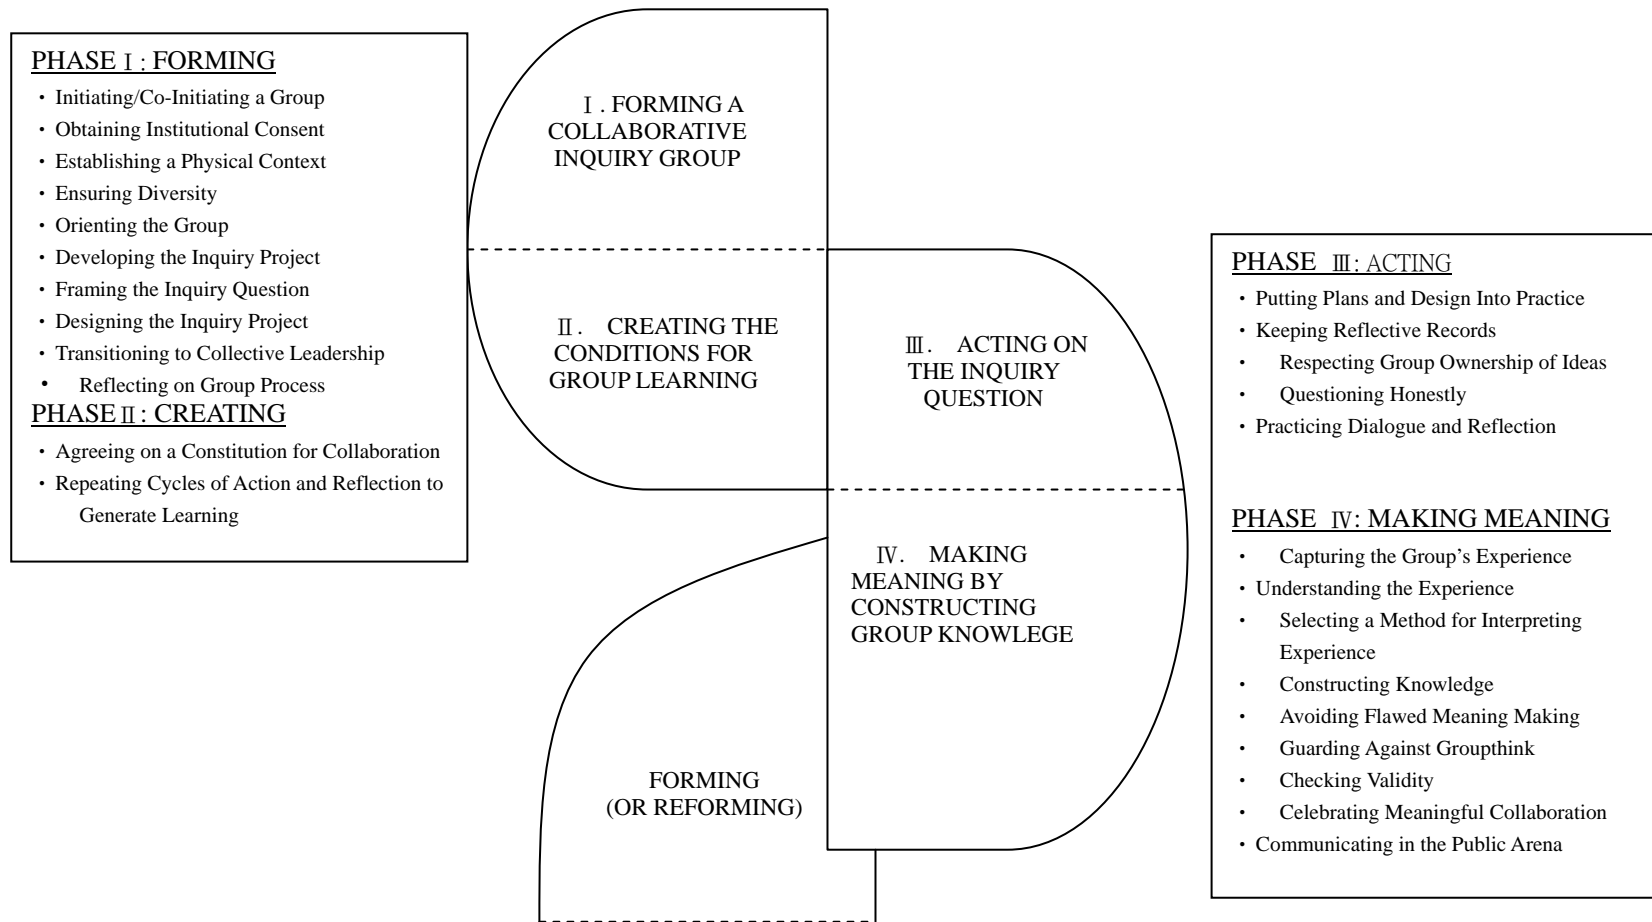 PHASE Ⅰ: FORMING
• Initiating/Co-Initiating a Group
• Obtaining Institutional Consent
• Establishing a Physical Context
• Ensuring Diversity
• Orienting the Group
• Developing the Inquiry Project
• Framing the Inquiry Question
• Designing the Inquiry Project
• Transitioning to Collective Leadership
• Reflecting on Group Process
PHASE Ⅱ: CREATING
• Agreeing on a Constitution for Collaboration
• Repeating Cycles of Action and Reflection to
Generate Learning
Ⅰ. FORMING A
COLLABORATIVE
INQUIRY GROUP
Ⅱ. CREATING THE
CONDITIONS FOR
GROUP LEARNING
Ⅲ. ACTING ON
THE INQUIRY
QUESTION
Ⅳ. MAKING
MEANING BY
CONSTRUCTING
GROUP KNOWLEGE
FORMING
(OR REFORMING)
PHASE Ⅲ: ACTING
• Putting Plans and Design Into Practice
• Keeping Reflective Records
• Respecting Group Ownership of Ideas
• Questioning Honestly
• Practicing Dialogue and Reflection
PHASE Ⅳ: MAKING MEANING
• Capturing the Group’s Experience
• Understanding the Experience
• Selecting a Method for Interpreting
Experience
• Constructing Knowledge
• Avoiding Flawed Meaning Making
• Guarding Against Groupthink
• Checking Validity
• Celebrating Meaningful Collaboration
• Communicating in the Public Arena